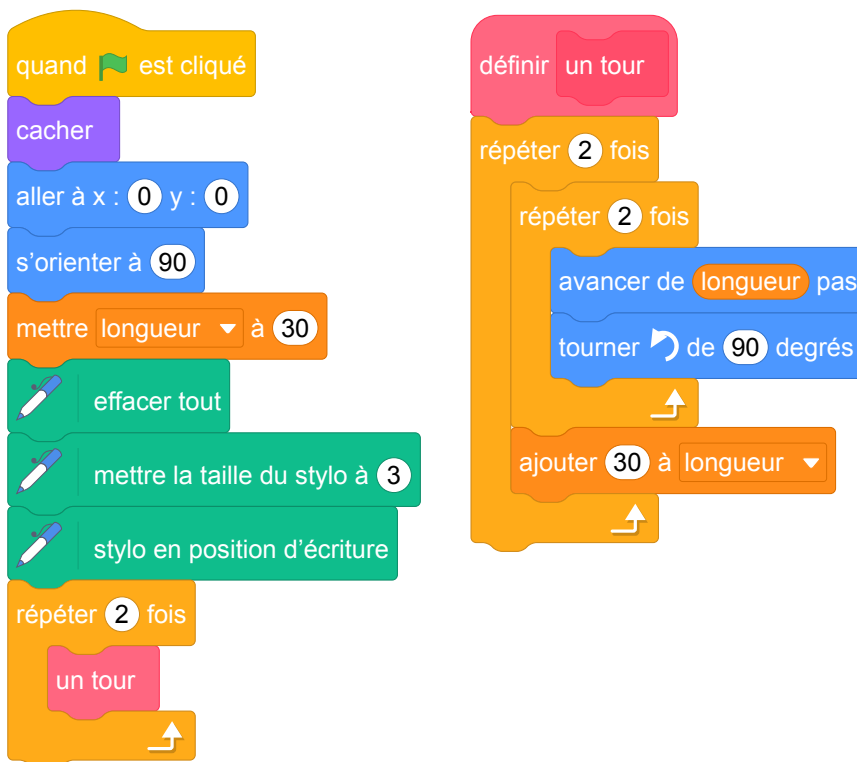 quand est cliqué
cacher
aller à x : 0 y : 0
s’orienter à 90
mettre longueur à 30
effacer tout
mettre la taille du stylo à 3
stylo en position d’écriture
répéter 2 fois
un tour
définir un tour
répéter 2 fois
répéter 2 fois
avancer de longueur pas
tourner de 90 degrés
ajouter 30 à longueur